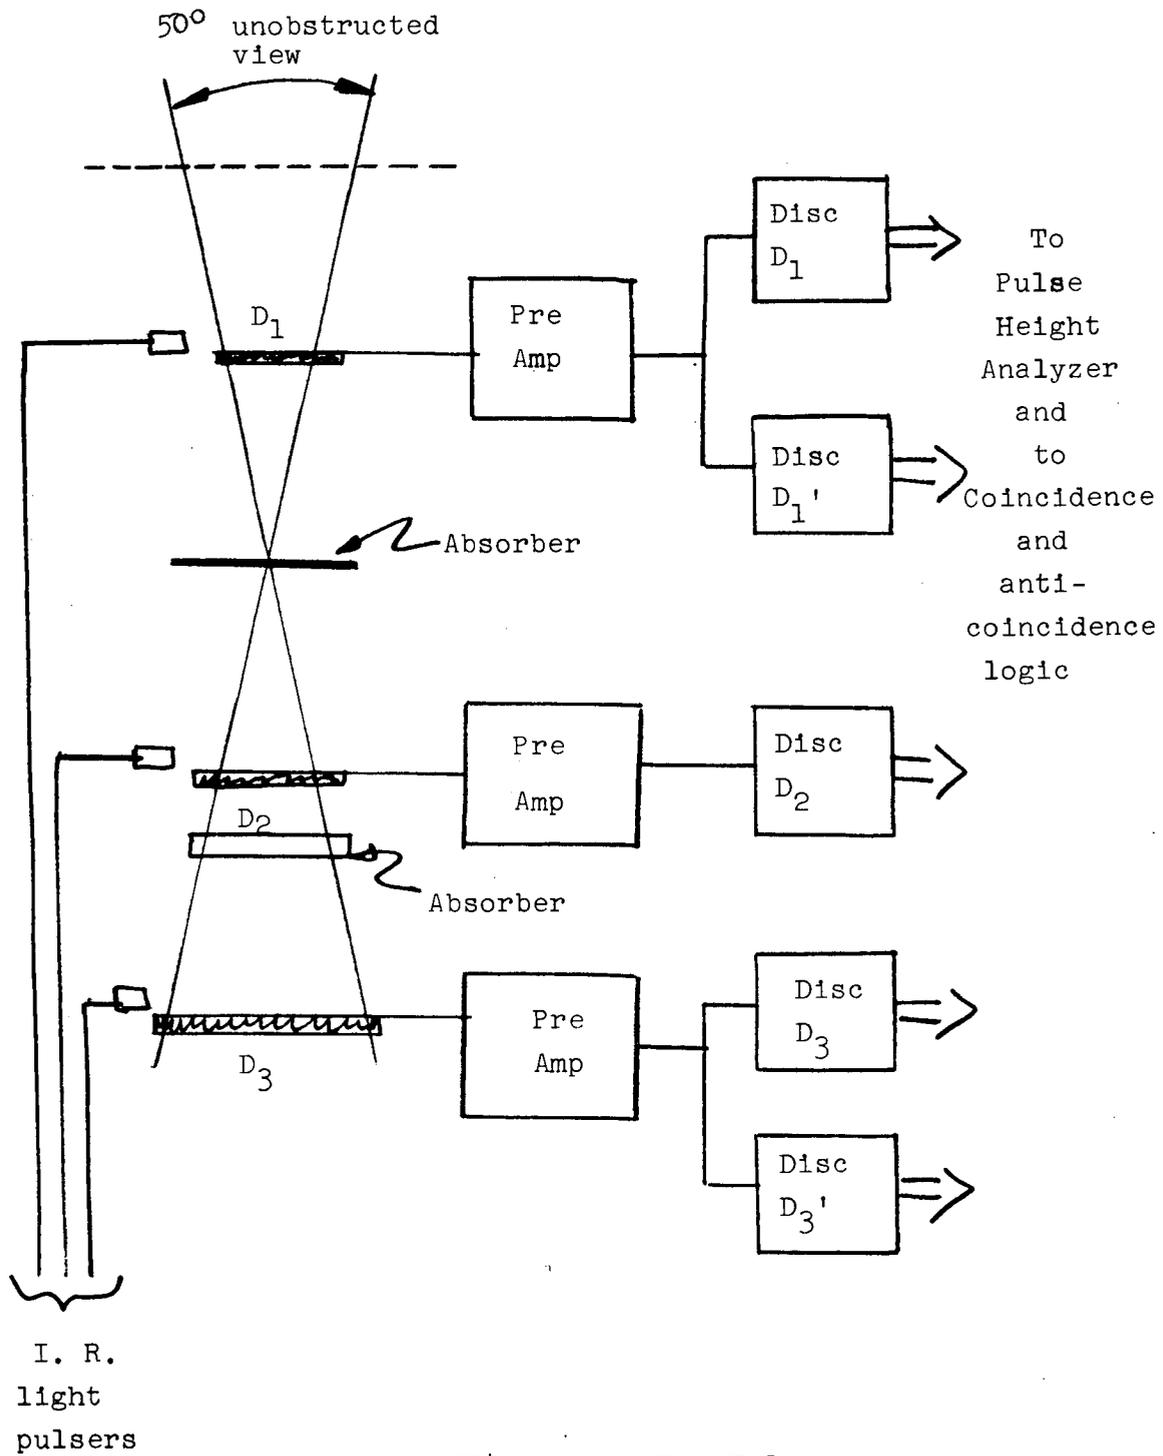 50° unobstructed
view
D1
Pre
Amp
Disc
D1
Disc
D1'
To
Pulse
Height
Analyzer
and
to
Coincidence
and
anti-
coincidence
logic
Absorber
Pre
Amp
Disc
D2
D2
Absorber
Pre
Amp
Disc
D3
D3
Disc
D3'
I. R.
light
pulsers